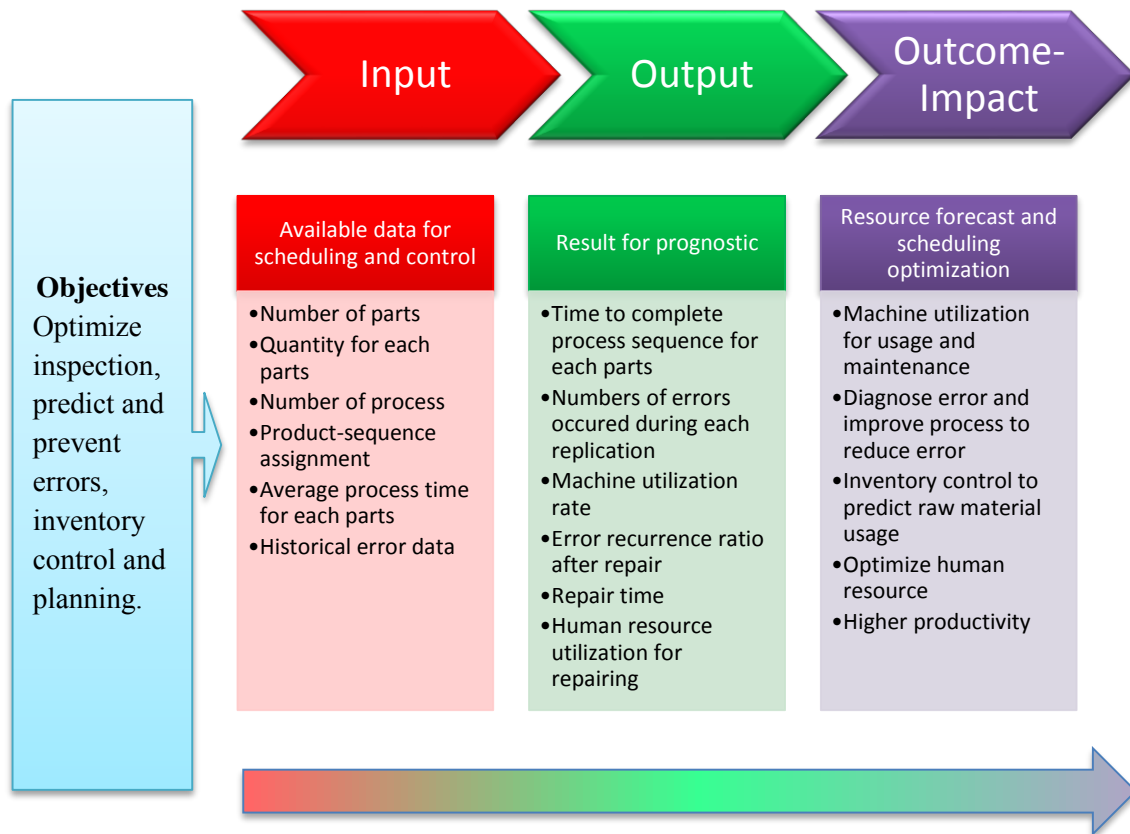 Input
Output
Outcome-
Impact
Objectives
Optimize
inspection,
predict and
prevent
errors,
inventory
control and
planning.
Available data for
scheduling and control
•Number of parts
•Quantity for each
parts
•Number of process
•Product-sequence
assignment
•Average process time
for each parts
•Historical error data
Result for prognostic
•Time to complete
process sequence for
each parts
•Numbers of errors
occured during each
replication
•Machine utilization
rate
•Error recurrence ratio
after repair
•Repair time
•Human resource
utilization for
repairing
Resource forecast and
scheduling
optimization
•Machine utilization
for usage and
maintenance
•Diagnose error and
improve process to
reduce error
•Inventory control to
predict raw material
usage
•Optimize human
resource
•Higher productivity